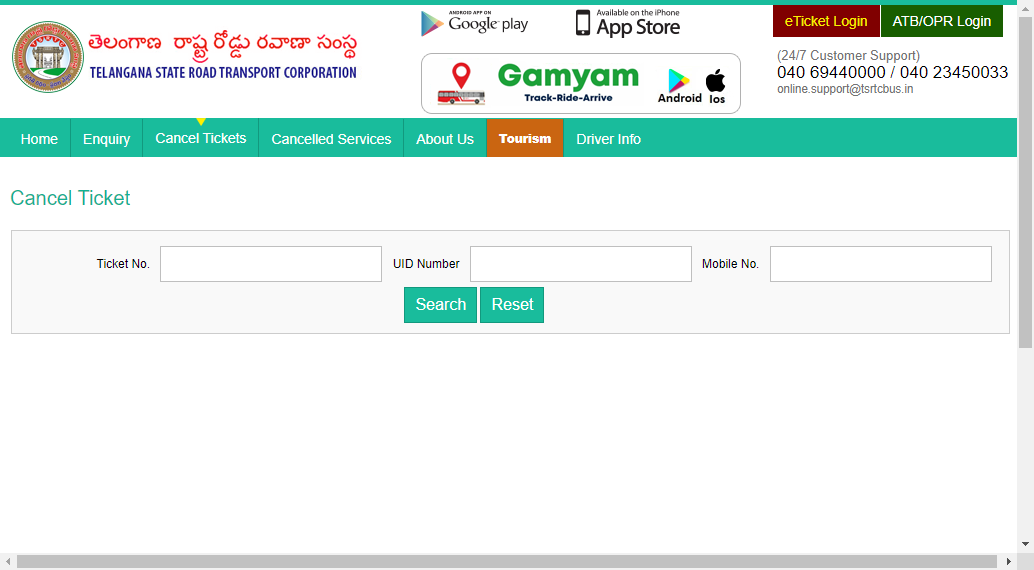 తెలంగాణ రాష్ట్ర రోడ్డు రవాణా సంస్థ
TELANGANA STATE ROAD TRANSPORT CORPORATION
ANDROID APP ON
Google play
Available on the iPhone
App Store
Gamyam
Track-Ride-Arrive
Android Ios
eTicket Login
ATB/OPR Login
(24/7 Customer Support)
040 69440000 / 040 23450033
online.support@tsrtcbus.in
Home Enquiry Cancel Tickets Cancelled Services About Us Tourism Driver Info
Cancel Ticket
Ticket No. UID Number Mobile No.
Search Reset